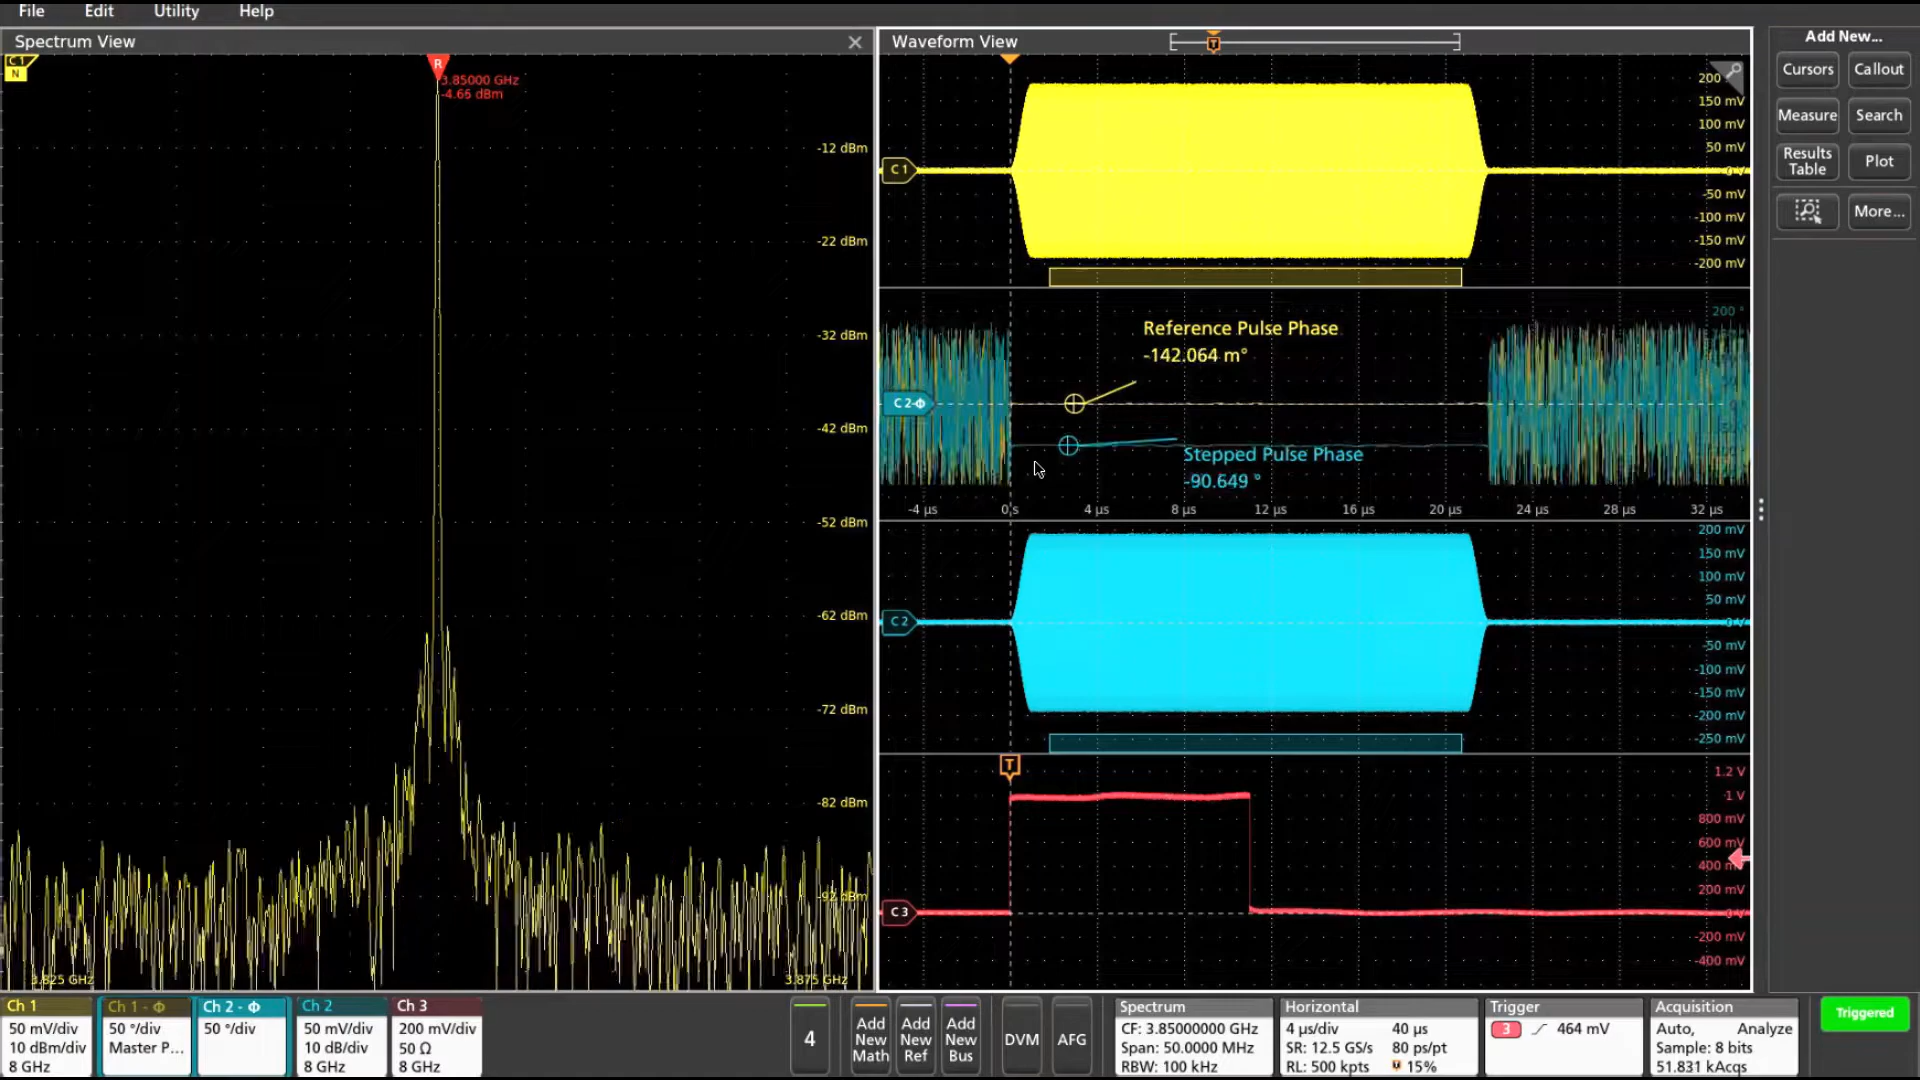 File Edit Utility Help
Spectrum View
C 1
N
R
3.85000 GHz
-4.65 dBm
-12 dBm
-22 dBm
-32 dBm
-42 dBm
-52 dBm
-62 dBm
-72 dBm
-82 dBm
-92 dBm
3.825 GHz
3.875 GHz
Waveform View
T
C 1
200
150 mV
100 mV
50 mV
0 V
-50 mV
-100 mV
-150 mV
-200 mV
C 2-Φ
200 °
Reference Pulse Phase
-142.064 m°
Stepped Pulse Phase
-90.649 °
-4 µs 0 s 4 µs 8 µs 12 µs 16 µs 20 µs 24 µs 28 µs 32 µs
C 2
200 mV
150 mV
100 mV
50 mV
0 V
-50 mV
-100 mV
-150 mV
-200 mV
-250 mV
T
C 3
1.2 V
1 V
800 mV
600 mV
400 m
200 mV
0 V
-200 mV
-400 mV
Add New...
Cursors Callout
Measure Search
Results Table
Plot
More...
Ch 1
50 mV/div
10 dBm/div
8 GHz
Ch 1 - Φ
50 °/div
Master P...
Ch 2 - Φ
50 °/div
Ch 2
50 mV/div
10 dB/div
8 GHz
Ch 3
200 mV/div
50 Ω
8 GHz
4
Add New Math
Add New Ref
Add New Bus
DVM
AFG
Spectrum
CF: 3.85000000 GHz
Span: 50.0000 MHz
RBW: 100 kHz
Horizontal
4 µs/div 40 µs
SR: 12.5 GS/s 80 ps/pt
RL: 500 kpts T 15%
Trigger
3 464 mV
Acquisition
Auto, Analyze
Sample: 8 bits
51.831 kAcqs
Triggered